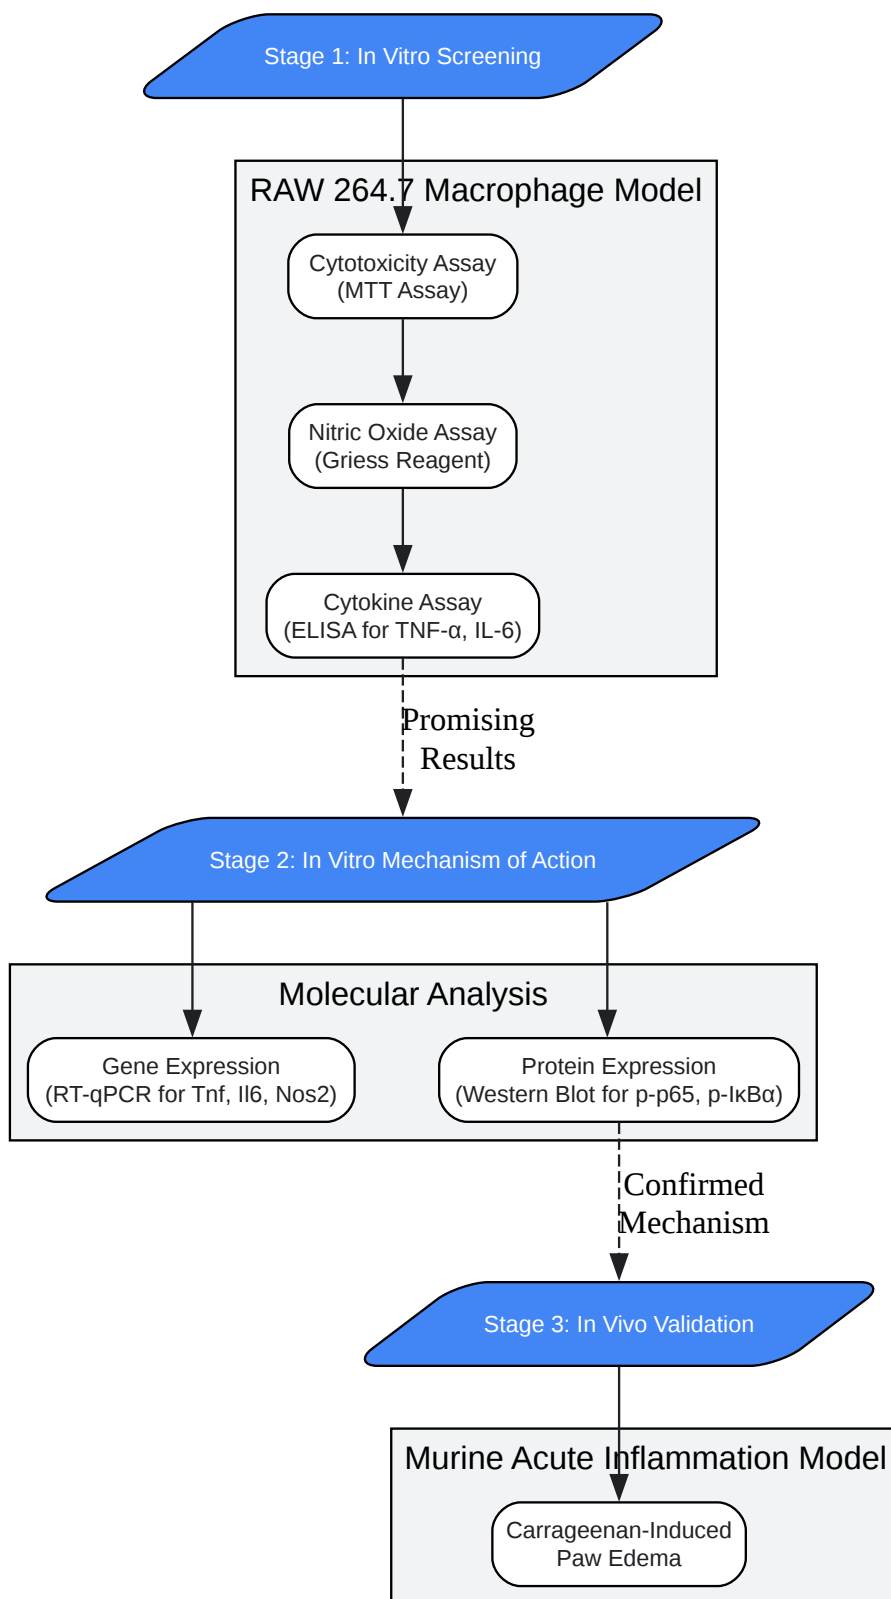 Stage 1: In Vitro Screening
RAW 264.7 Macrophage Model
Cytotoxicity Assay
(MTT Assay)
Nitric Oxide Assay
(Griess Reagent)
Cytokine Assay
(ELISA for TNF-α, IL-6)
Promising
Results
Stage 2: In Vitro Mechanism of Action
Molecular Analysis
Gene Expression
(RT-qPCR for Tnf, Il6, Nos2)
Protein Expression
(Western Blot for p-p65, p-IκBα)
Confirmed
Mechanism
Stage 3: In Vivo Validation
Murine Acute Inflammation Model
Carrageenan-Induced
Paw Edema